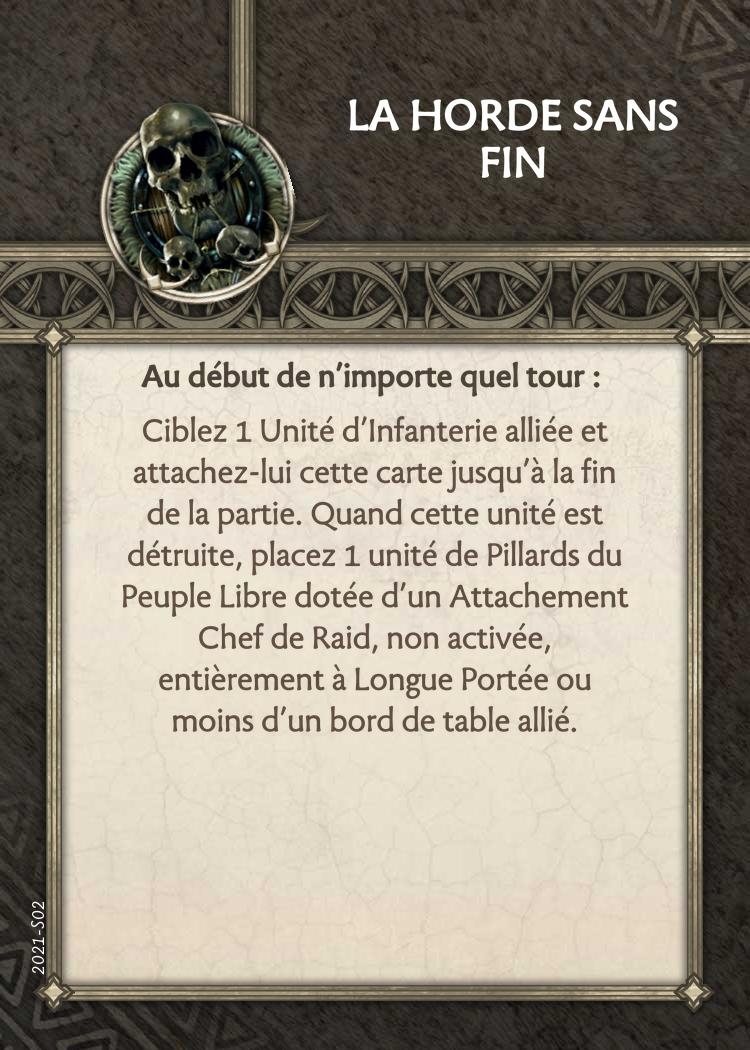 LA HORDE SANS
FIN
Au début de n’importe quel tour :
Ciblez 1 Unité d’Infanterie alliée et
attachez-lui cette carte jusqu’à la fin
de la partie. Quand cette unité est
détruite, placez 1 unité de Pillards du
Peuple Libre dotée d’un Attachement
Chef de Raid, non activée,
entièrement à Longue Portée ou
moins d’un bord de table allié.
2021-S02